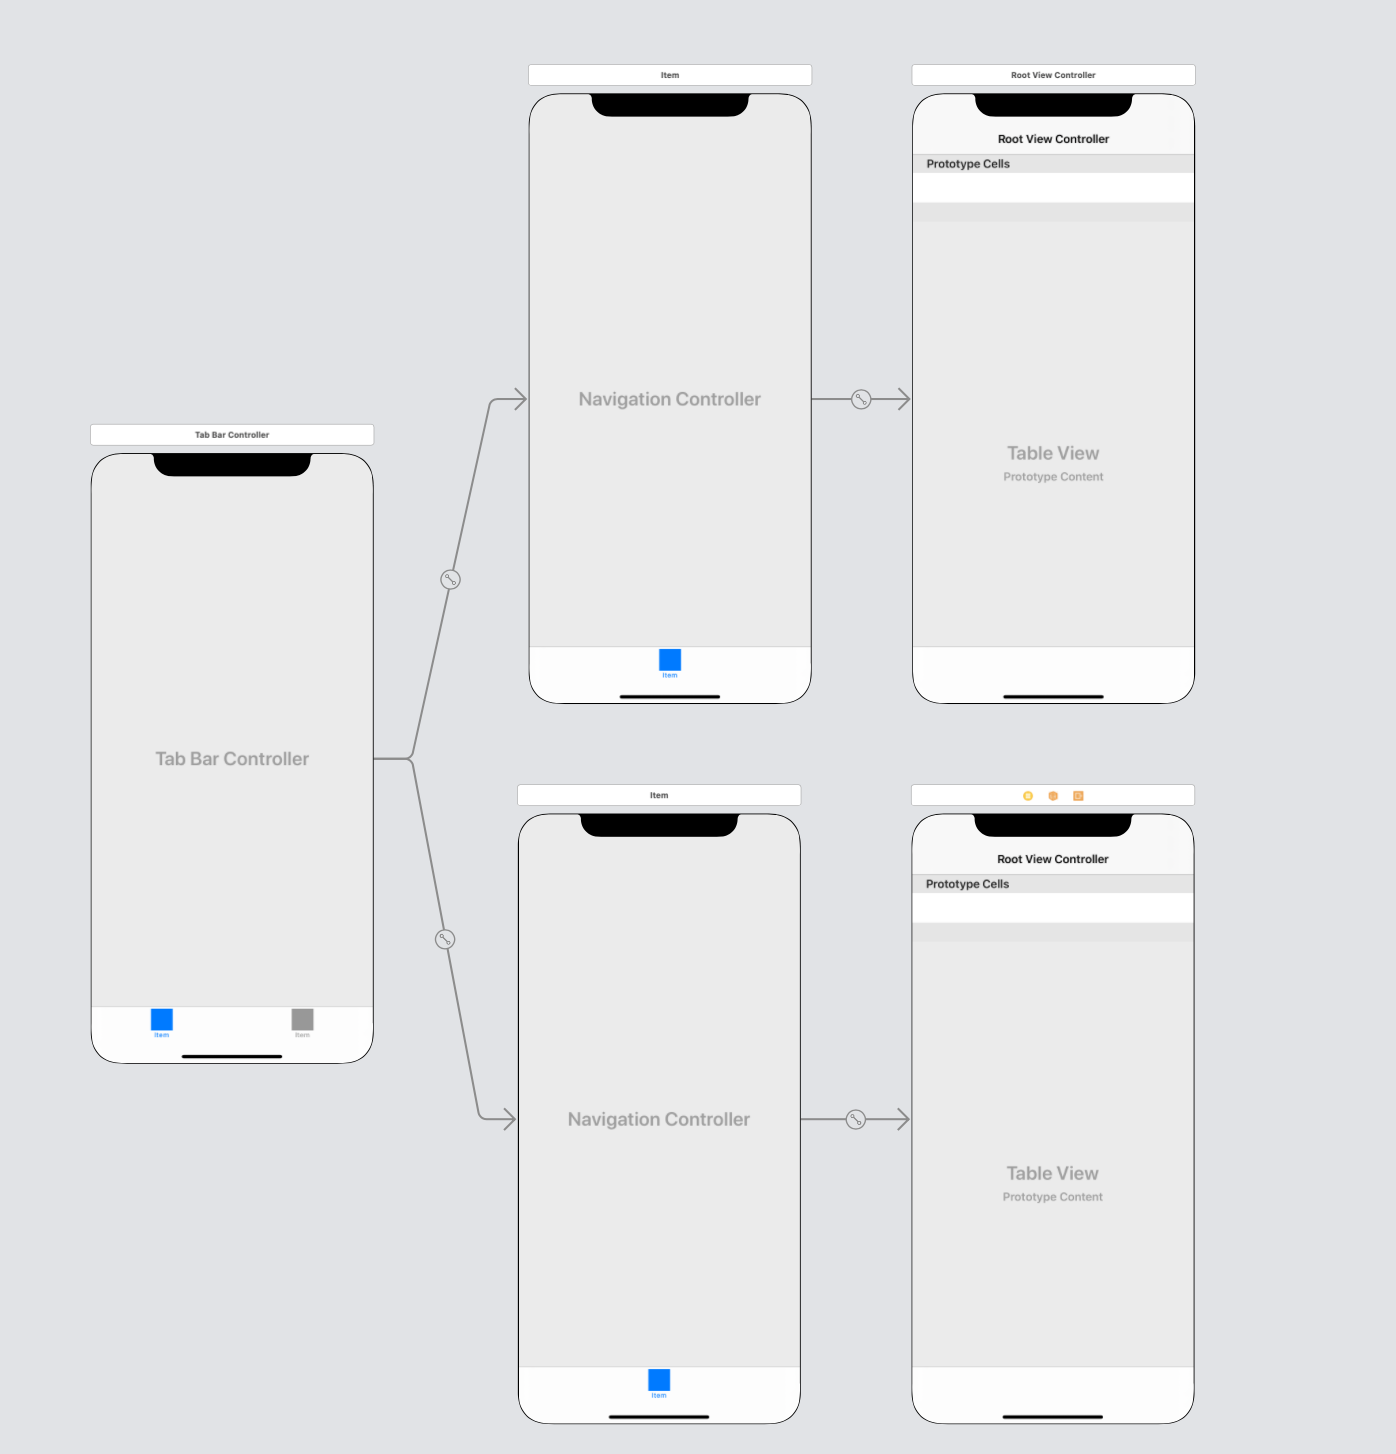 Item
Root View Controller
Root View Controller
Prototype Cells
Navigation Controller
Table View
Prototype Content
Item
Tab Bar Controller
Tab Bar Controller
Item
Item
Item
Root View Controller
Prototype Cells
Navigation Controller
Table View
Prototype Content
Item